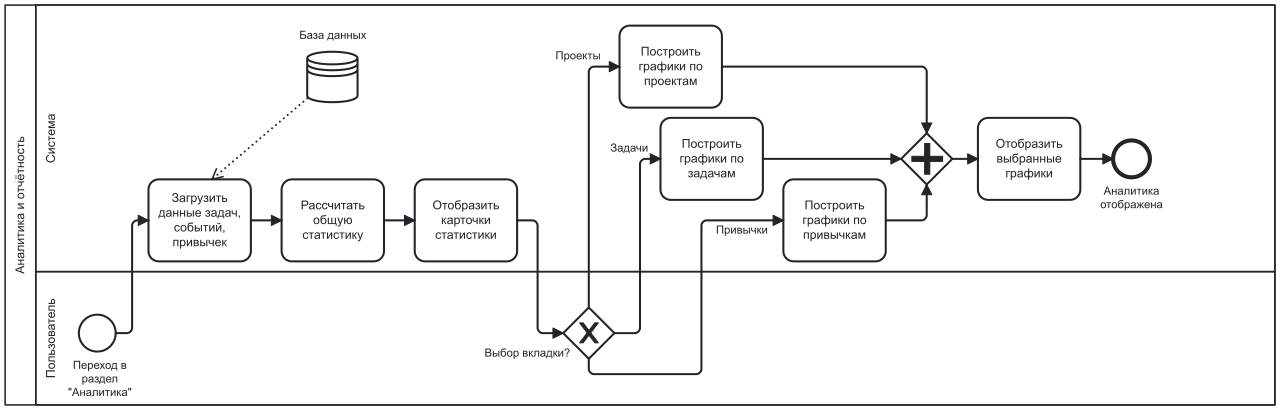 Аналитика и отчётность
Система
База данных
Загрузить
данные задач,
событий,
привычек
Рассчитать
общую
статистику
Отобразить
карточки
статистики
Проекты
Построить
графики по
проектам
Задачи
Построить
графики по
задачам
Привычки
Построить
графики по
привычкам
Отобразить
выбранные
графики
Аналитика
отображена
Пользователь
Переход в
раздел
"Аналитика"
Выбор вкладки?
X